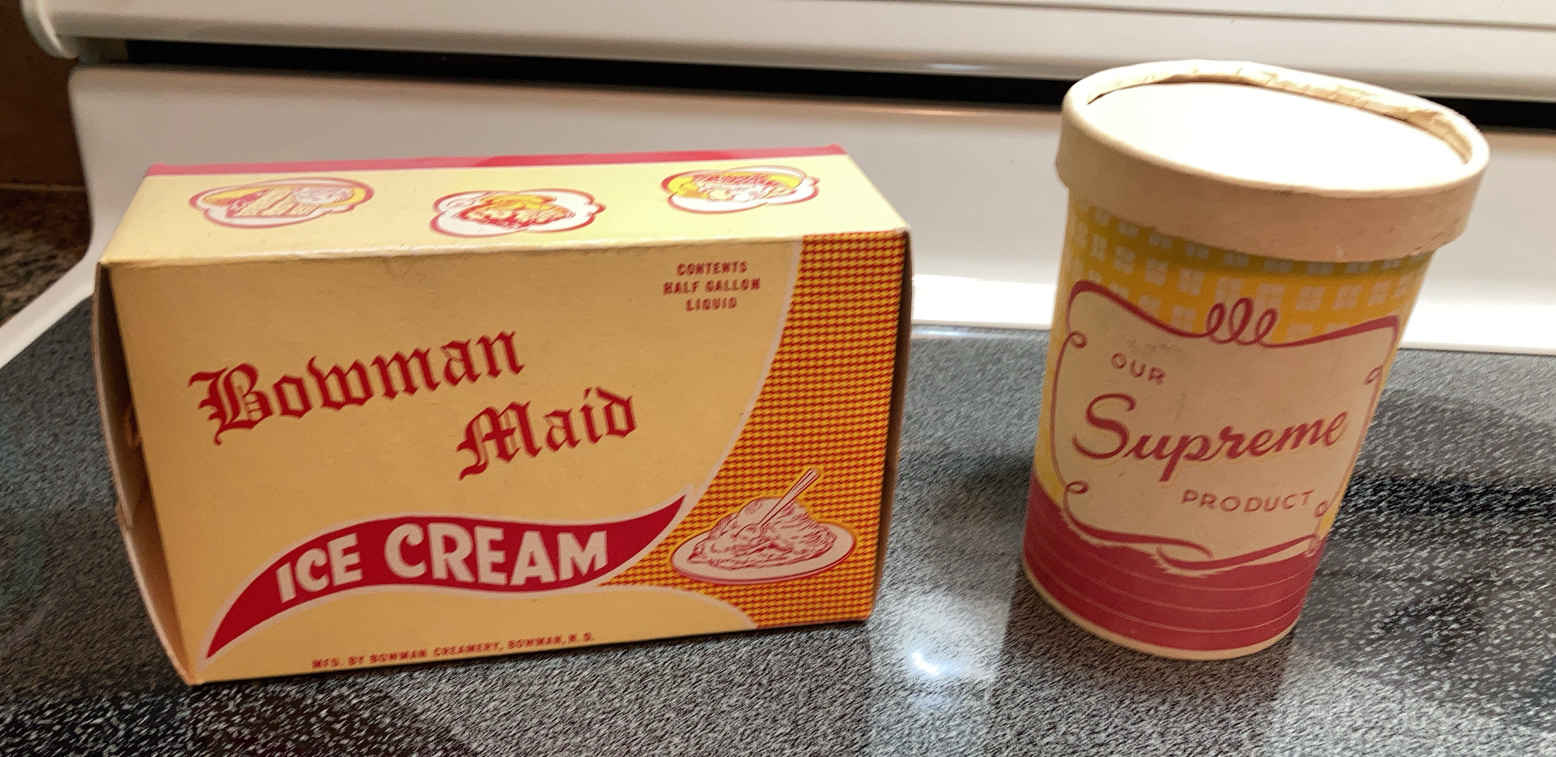 CONTENTS
HALF GALLON
LIQUID
Bowman
Maid
ICE CREAM
MFG. BY BOWMAN CREAMERY, BOWMAN, N. D.
OUR
Supreme
PRODUCT